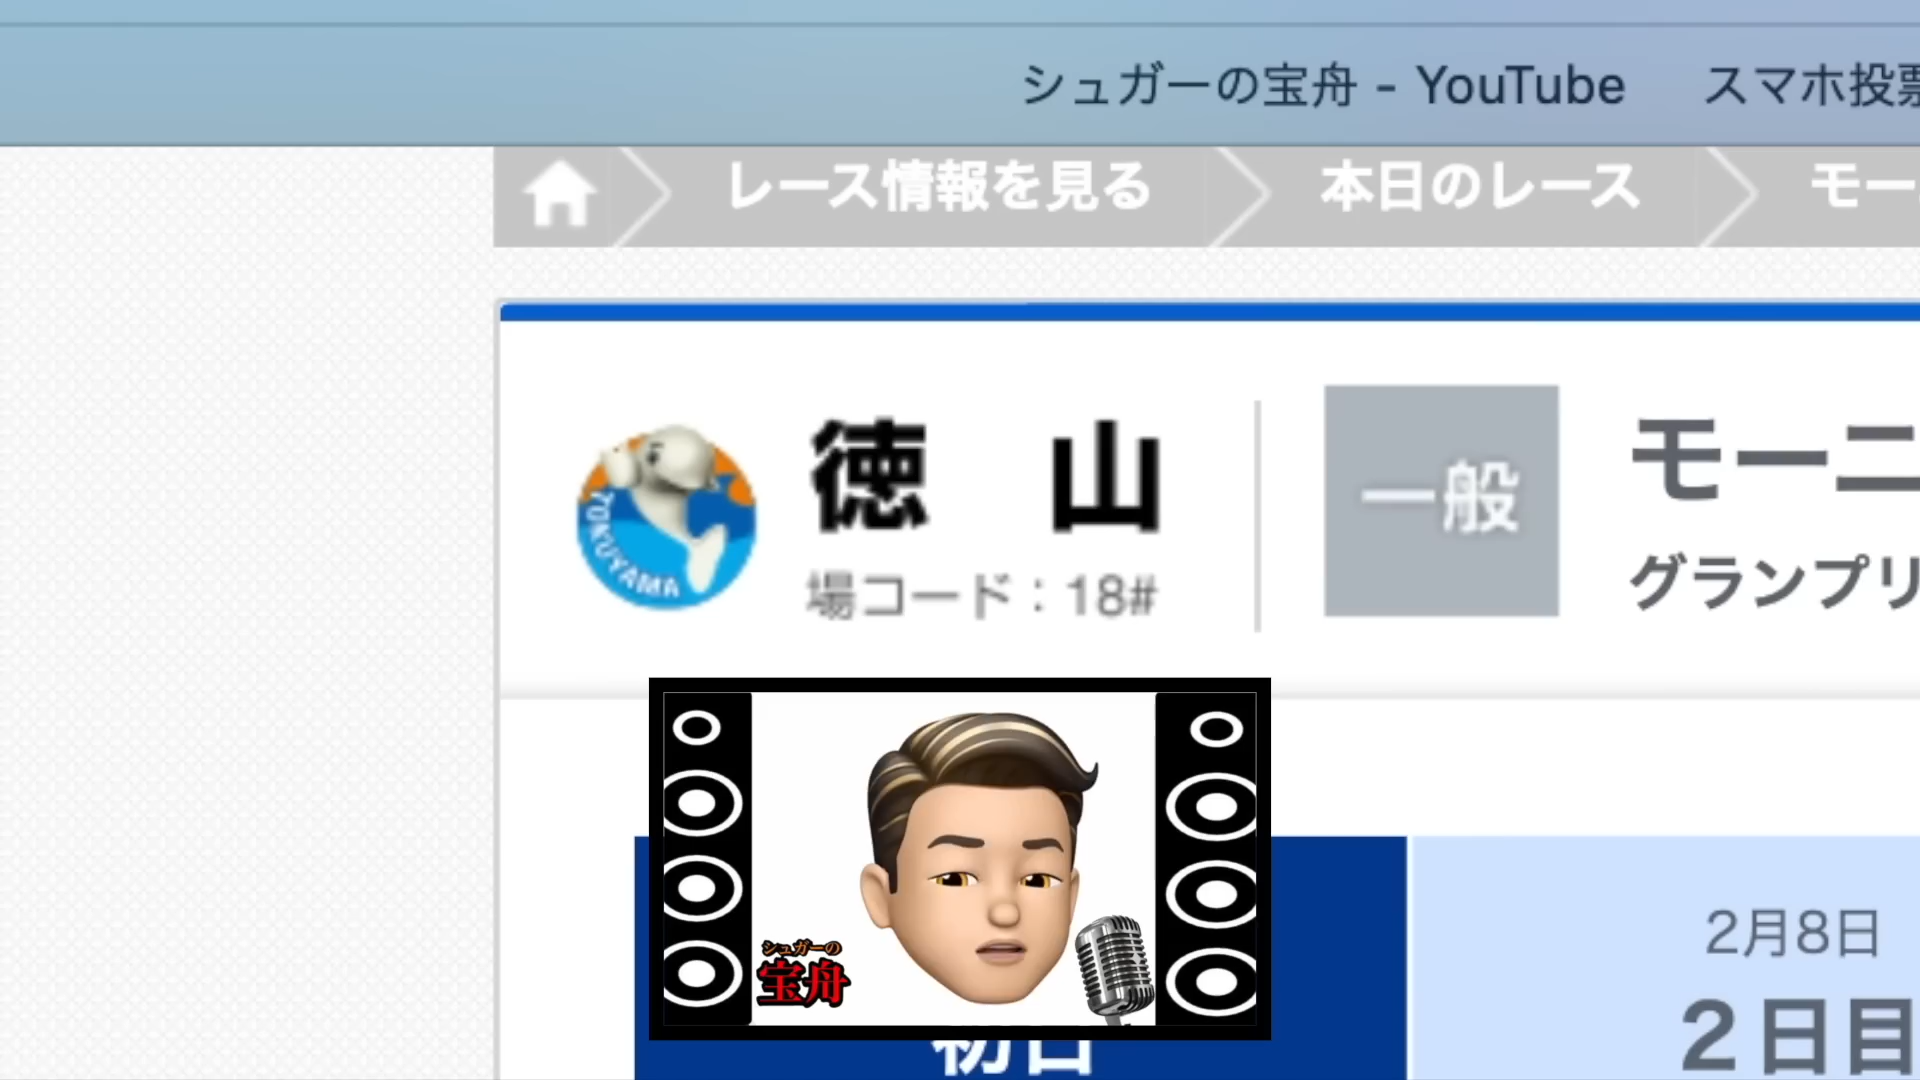 シュガーの宝舟 - YouTube
スマホ投票
レース情報を見る
本日のレース
モー
徳 山
場コード：18#
TOKUYAMA
一般
モーニ
グランプリ
シュガーの
宝舟
初日
2月8日
2日目